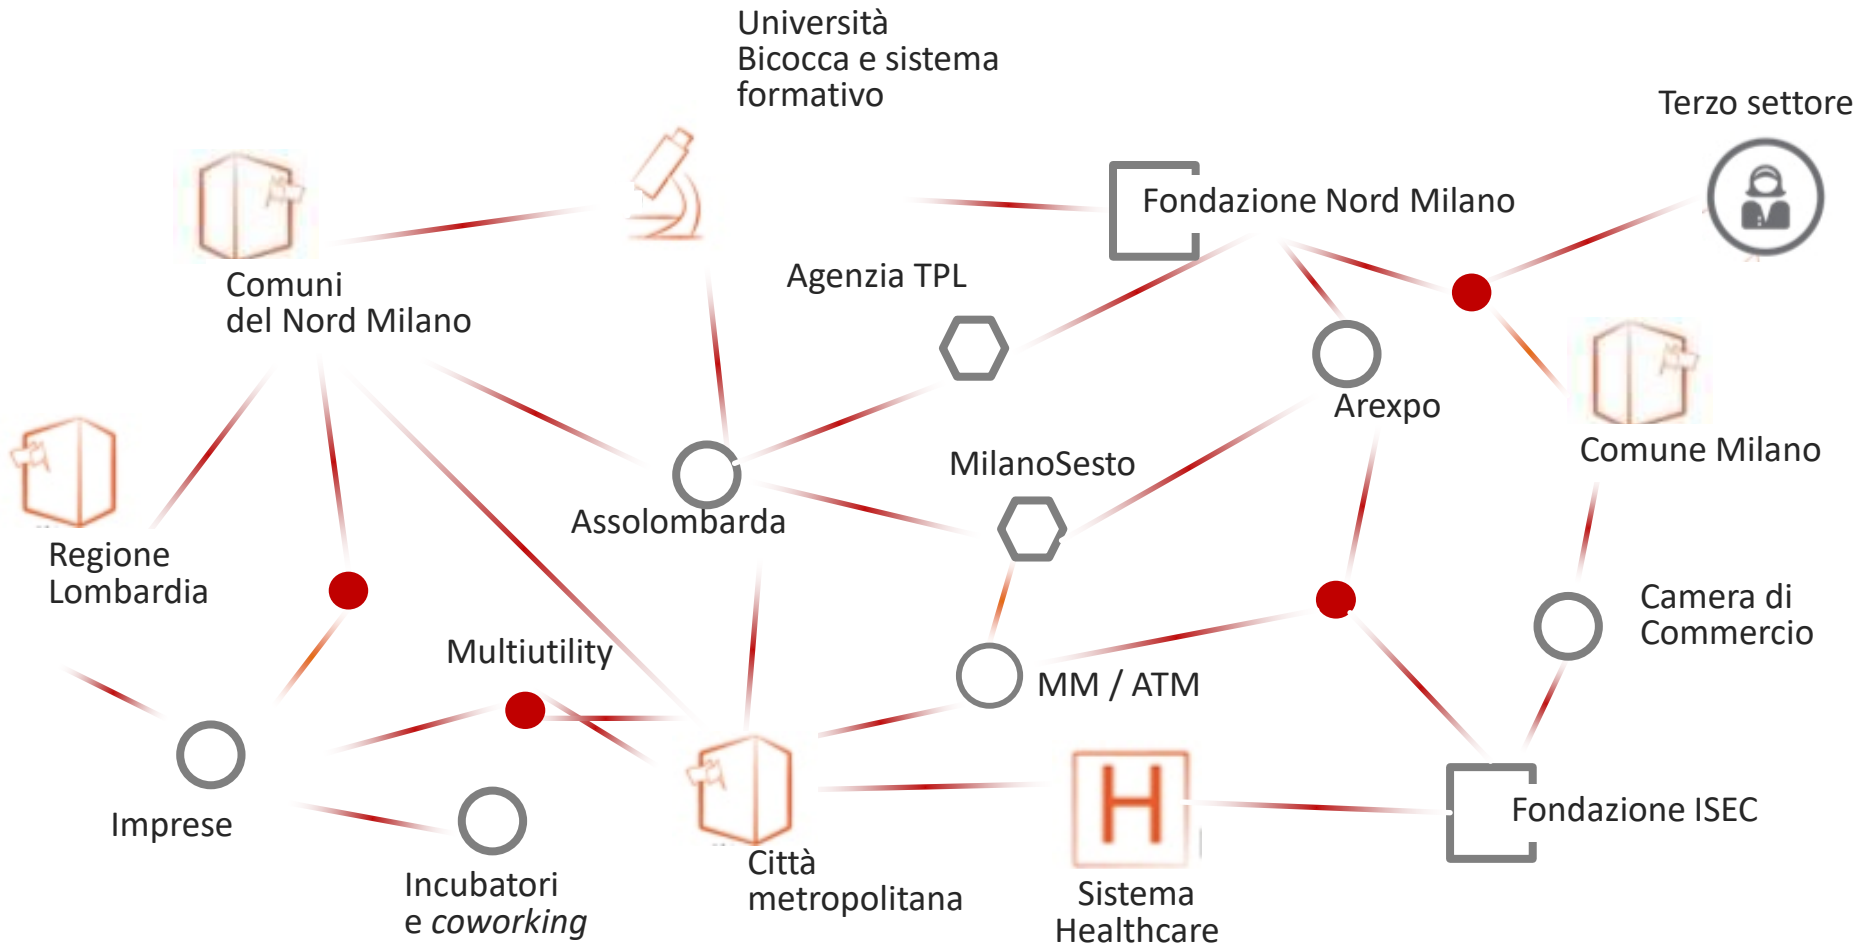 Università
Bicocca e sistema
formativo
Terzo settore
Fondazione Nord Milano
Agenzia TPL
Comuni
del Nord Milano
Arexpo
Comune Milano
MilanoSesto
Assolombarda
Regione
Lombardia
Camera di
Commercio
Multiutility
MM / ATM
Imprese
Fondazione ISEC
H
Città
metropolitana
Incubatori
e coworking
Sistema
Healthcare